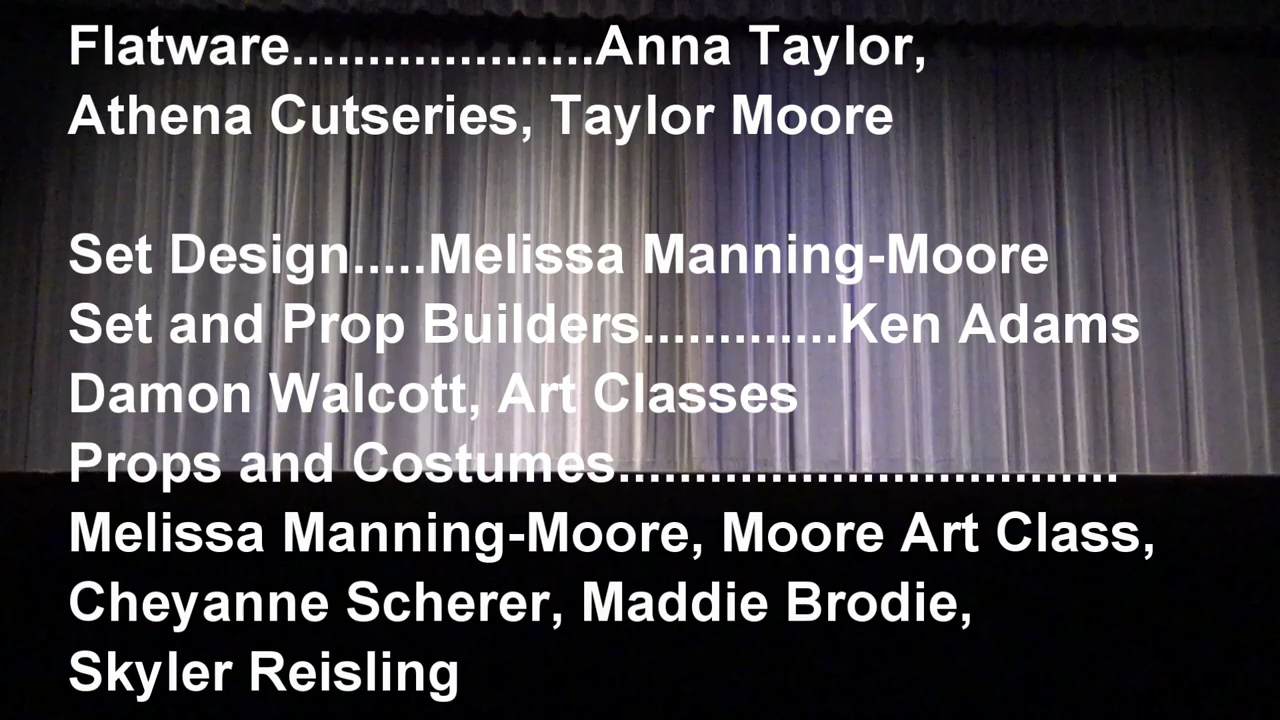 Flatware....................Anna Taylor,
Athena Cutseries, Taylor Moore
Set Design.....Melissa Manning-Moore
Set and Prop Builders.............Ken Adams
Damon Walcott, Art Classes
Props and Costumes.................................
Melissa Manning-Moore, Moore Art Class,
Cheyanne Scherer, Maddie Brodie,
Skyler Reisling